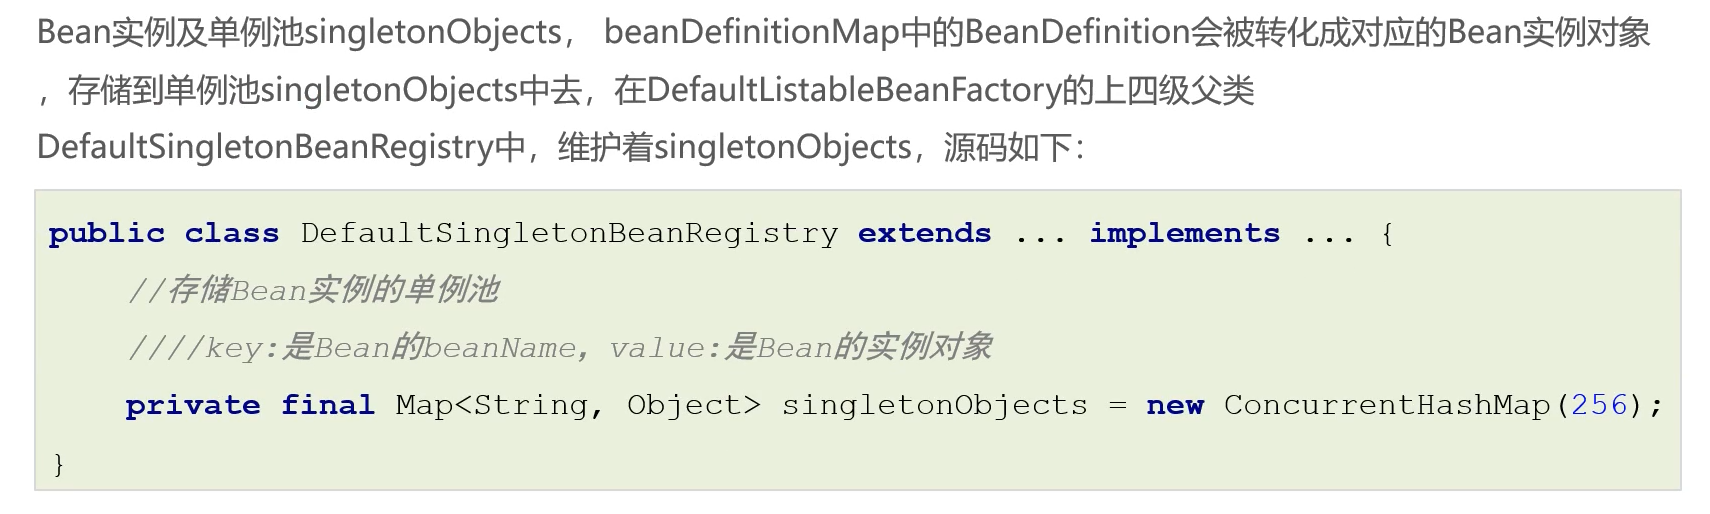 Bean实例及单例池singletonObjects， beanDefinitionMap中的BeanDefinition会被转化成对应的Bean实例对象
，存储到单例池singletonObjects中去，在DefaultListableBeanFactory的上四级父类
DefaultSingletonBeanRegistry中，维护着singletonObjects，源码如下：
public class DefaultSingletonBeanRegistry extends ... implements ... {
//存储Bean实例的单例池
////key:是Bean的beanName，value:是Bean的实例对象
private final Map<String, Object> singletonObjects = new ConcurrentHashMap(256);
}